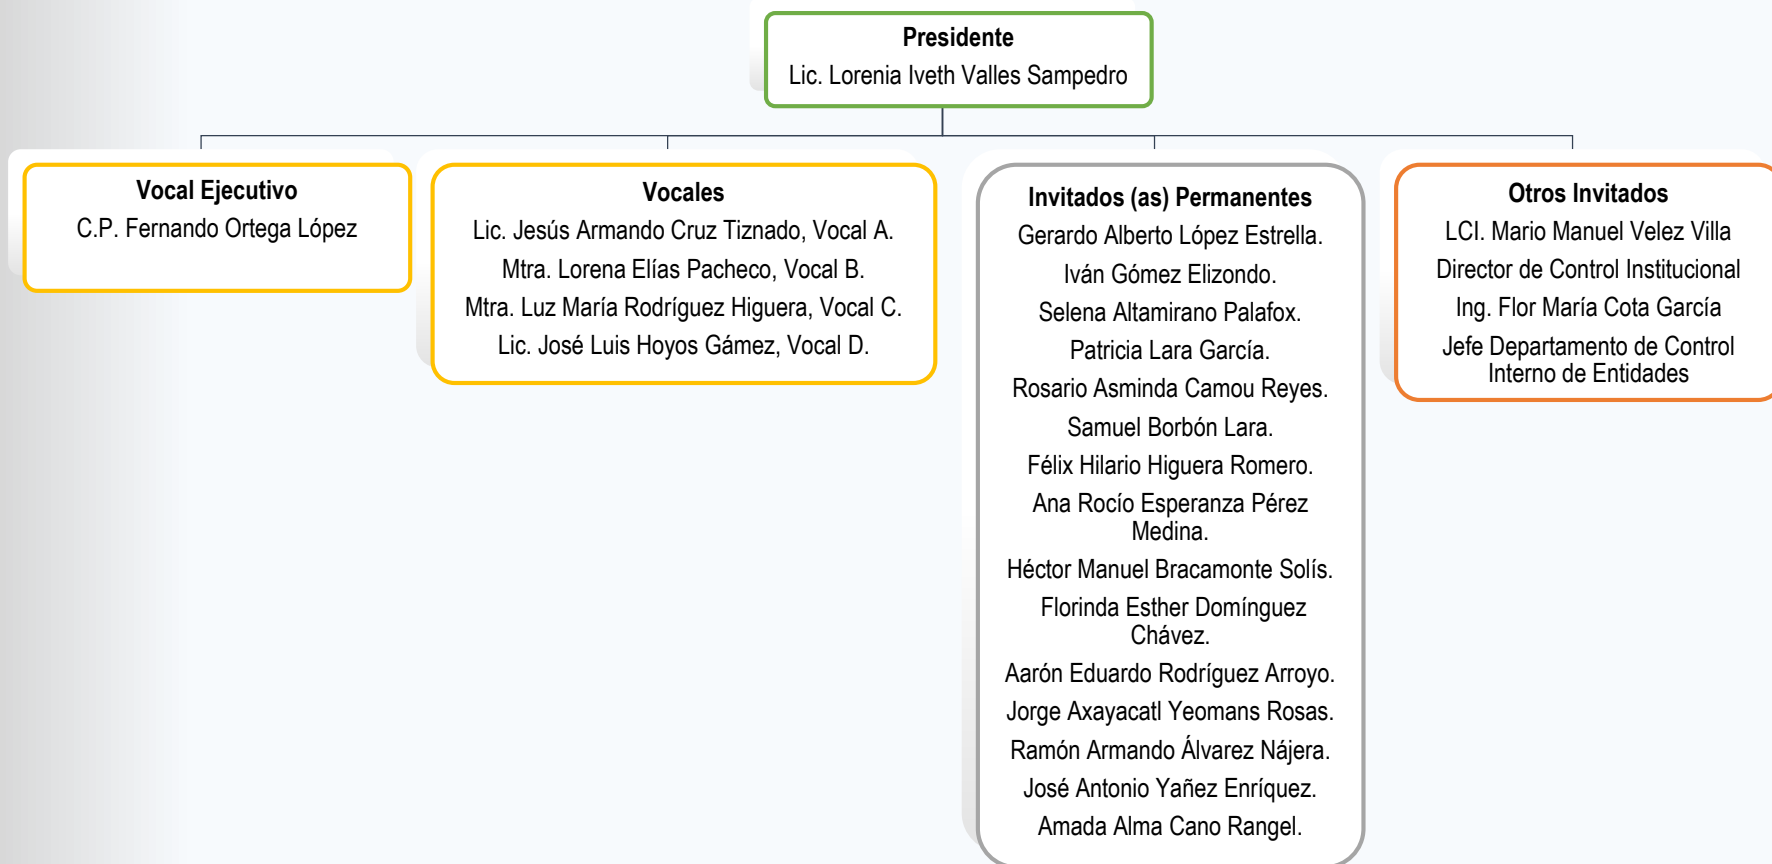 Presidente
Lic. Lorenia Iveth Valles Sampedro
Vocal Ejecutivo
C.P. Fernando Ortega López
Vocales
Lic. Jesús Armando Cruz Tiznado, Vocal A.
Mtra. Lorena Elías Pacheco, Vocal B.
Mtra. Luz María Rodríguez Higuera, Vocal C.
Lic. José Luis Hoyos Gámez, Vocal D.
Invitados (as) Permanentes
Gerardo Alberto López Estrella.
Iván Gómez Elizondo.
Selena Altamirano Palafox.
Patricia Lara García.
Rosario Asminda Camou Reyes.
Samuel Borbón Lara.
Félix Hilario Higuera Romero.
Ana Rocío Esperanza Pérez
Medina.
Héctor Manuel Bracamonte Solís.
Florinda Esther Domínguez
Chávez.
Aarón Eduardo Rodríguez Arroyo.
Jorge Axayacatl Yeomans Rosas.
Ramón Armando Álvarez Nájera.
José Antonio Yañez Enríquez.
Amada Alma Cano Rangel.
Otros Invitados
LCI. Mario Manuel Velez Villa
Director de Control Institucional
Ing. Flor María Cota García
Jefe Departamento de Control
Interno de Entidades